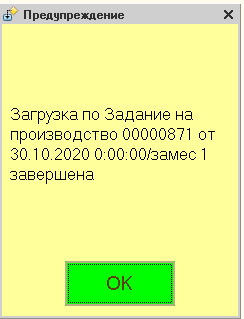 Предупреждение
Загрузка по Задание на
производство 00000871 от
30.10.2020 0:00:00/замес 1
завершена
OK